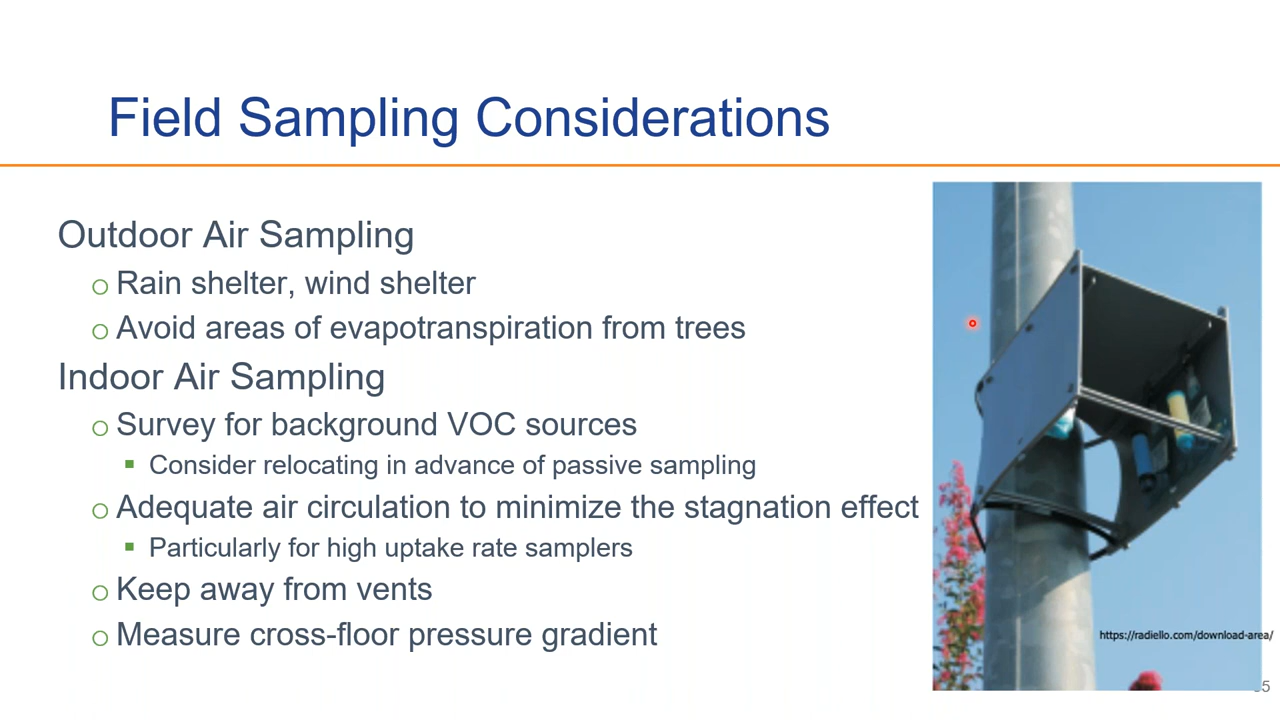 Field Sampling Considerations
Outdoor Air Sampling
Rain shelter, wind shelter
Avoid areas of evapotranspiration from trees
Indoor Air Sampling
Survey for background VOC sources
Consider relocating in advance of passive sampling
Adequate air circulation to minimize the stagnation effect
Particularly for high uptake rate samplers
Keep away from vents
Measure cross-floor pressure gradient
https://radiello.com/download-area/